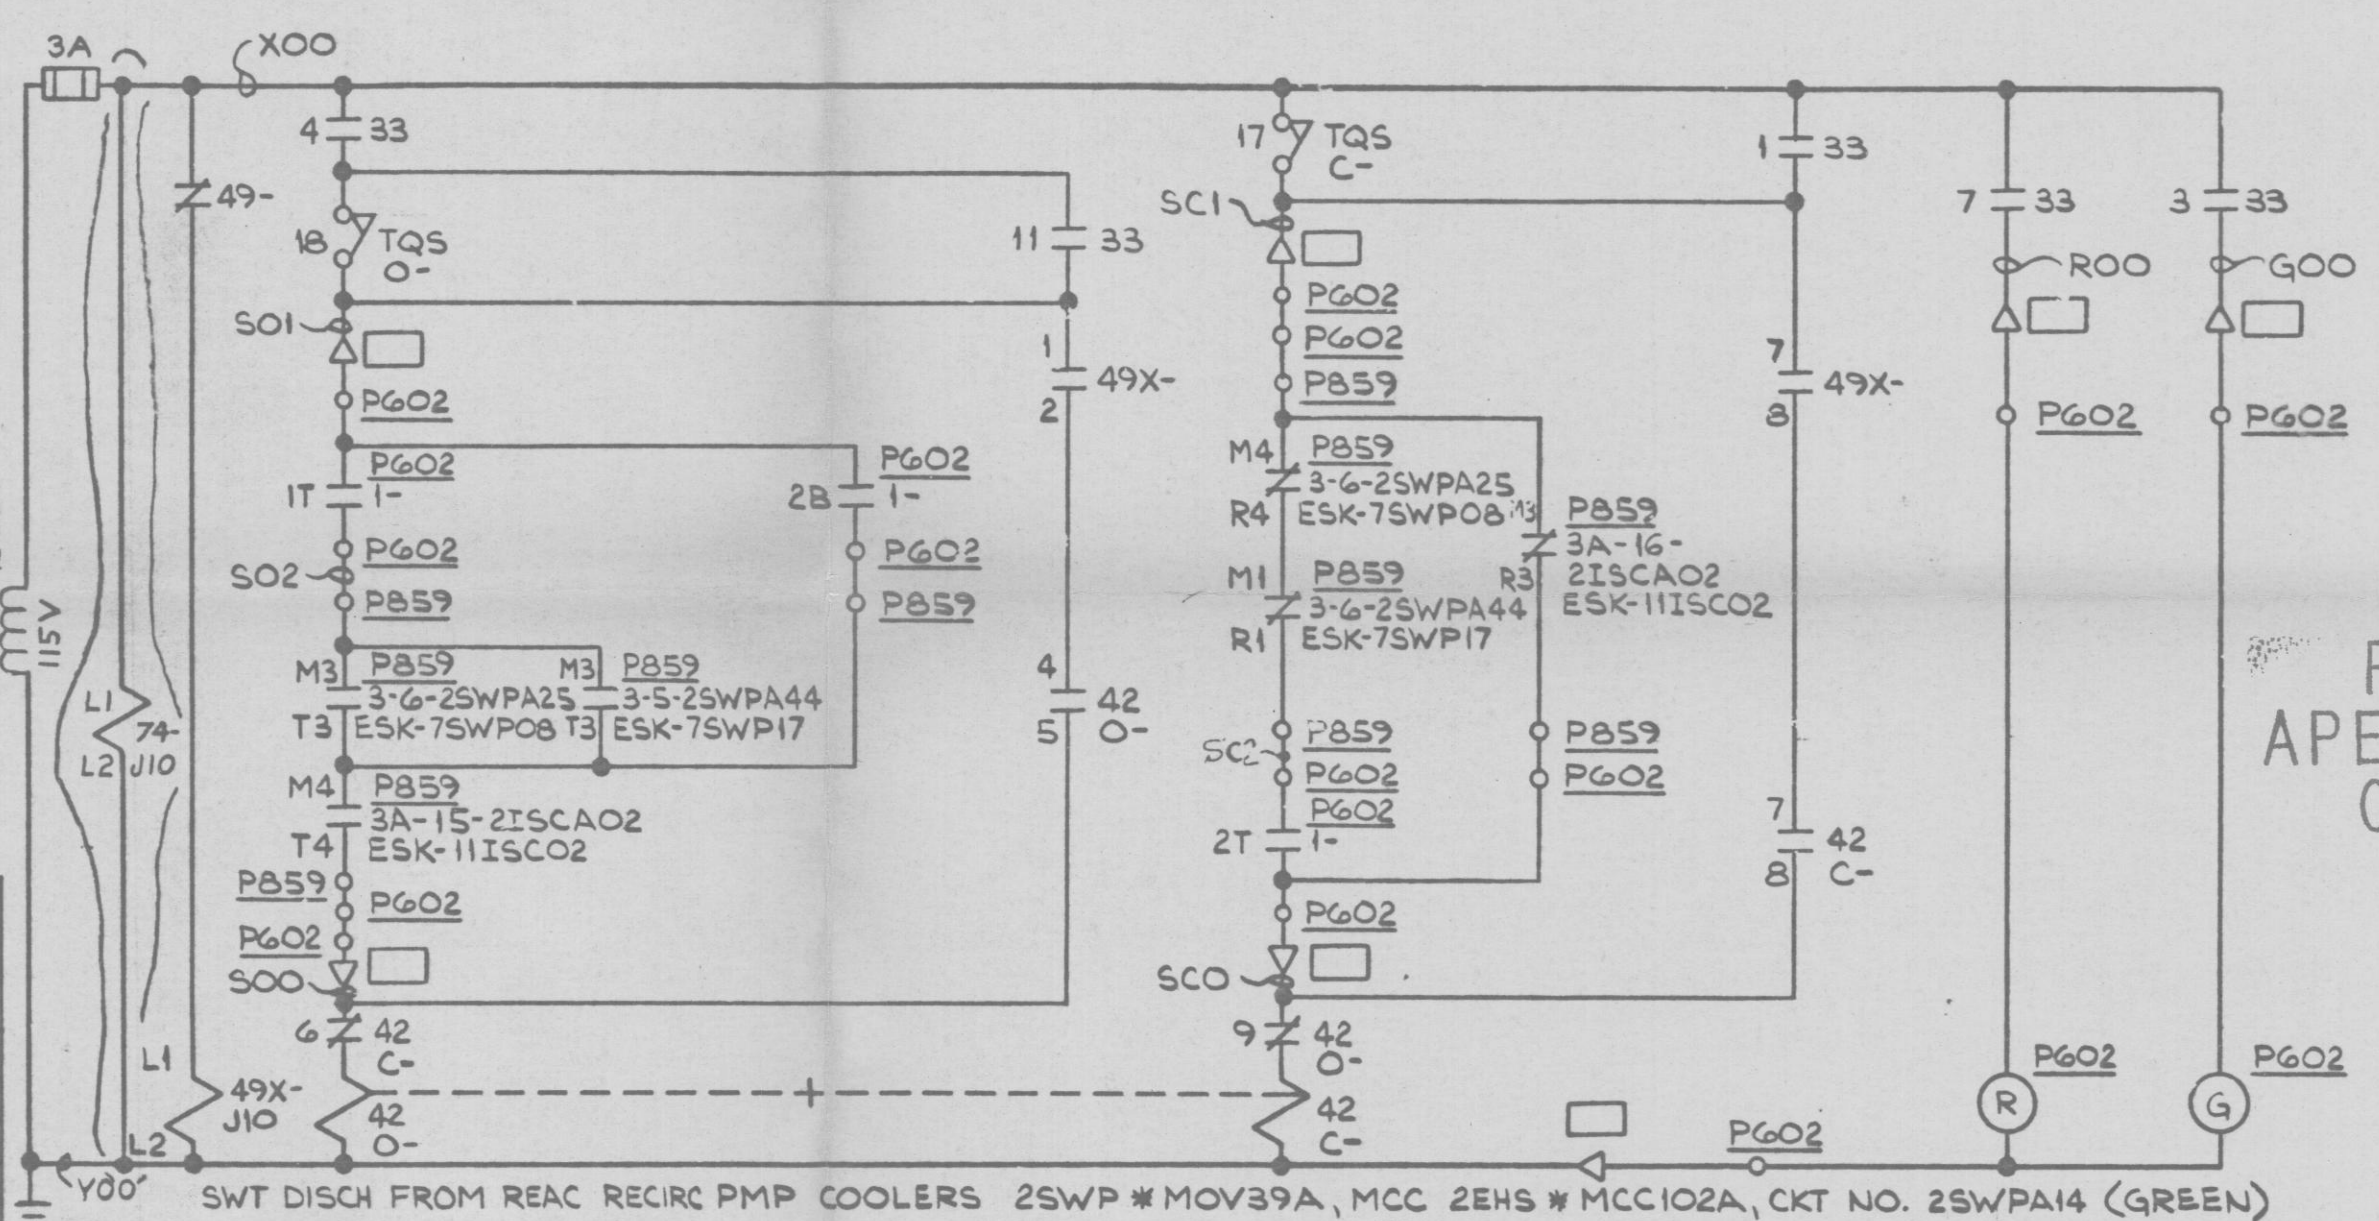 3A
X00
4 33
49-
18 TQS
O-
11 33
17 TQS
C-
1 33
SC1
7 33
3 33
R00
G00
S01
P602
P602
P859
P602
1
49X-
2
7
49X-
8
P602
P602
P602
1T 1-
P602
2B 1-
M4 P859
3-6-2SWPA25
R4 ESK-7SWP08
M3 P859
3A-16-
R3 2ISCA02
ESK-11ISC02
P602
S02
P859
P602
P859
M1 P859
3-6-2SWPA44
R1 ESK-7SWP17
115V
M3 P859
3-6-2SWPA25
T3 ESK-7SWP08
M3 P859
3-5-2SWPA44
T3 ESK-7SWP17
4
42
5 O-
L1
74-
L2 J10
P859
SC2
P602
P602
2T 1-
P859
P602
APE
M4 P859
3A-15-2ISCA02
T4 ESK-11ISC02
7
42
8 C-
P859
P602
P602
S00
P602
SC0
6 42
C-
9 42
O-
L1
49X-
J10
L2
42
O-
42
C-
P602
P602
R
P602
G
Y00
SWT DISCH FROM REAC RECIRC PMP COOLERS 2SWP*MOV39A, MCC 2EHS*MCC102A, CKT NO. 2SWPA14 (GREEN)